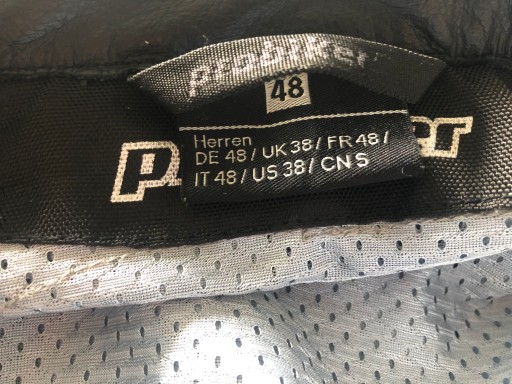 probiker
48
Herren
DE 48 / UK 38 / FR 48 /
IT 48 / US 38 / CN S